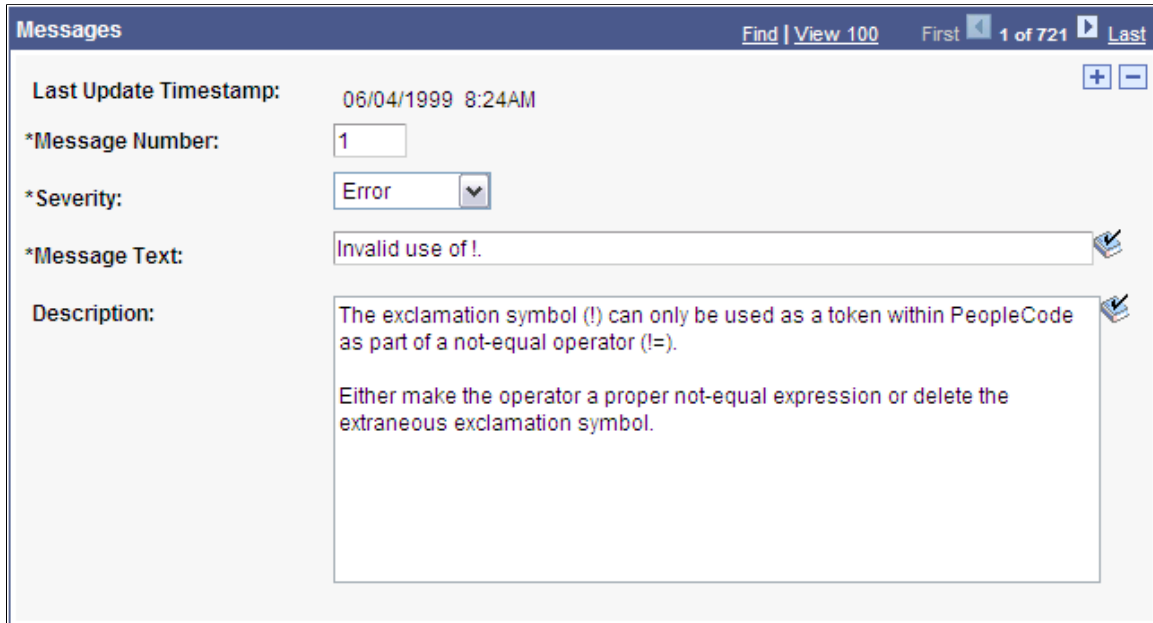 Messages Find | View 100 First 1 of 721 Last
Last Update Timestamp: 06/04/1999 8:24AM
*Message Number: 1
*Severity: Error
*Message Text: Invalid use of !.
Description: The exclamation symbol (!) can only be used as a token within PeopleCode
as part of a not-equal operator (!=).
Either make the operator a proper not-equal expression or delete the
extraneous exclamation symbol.